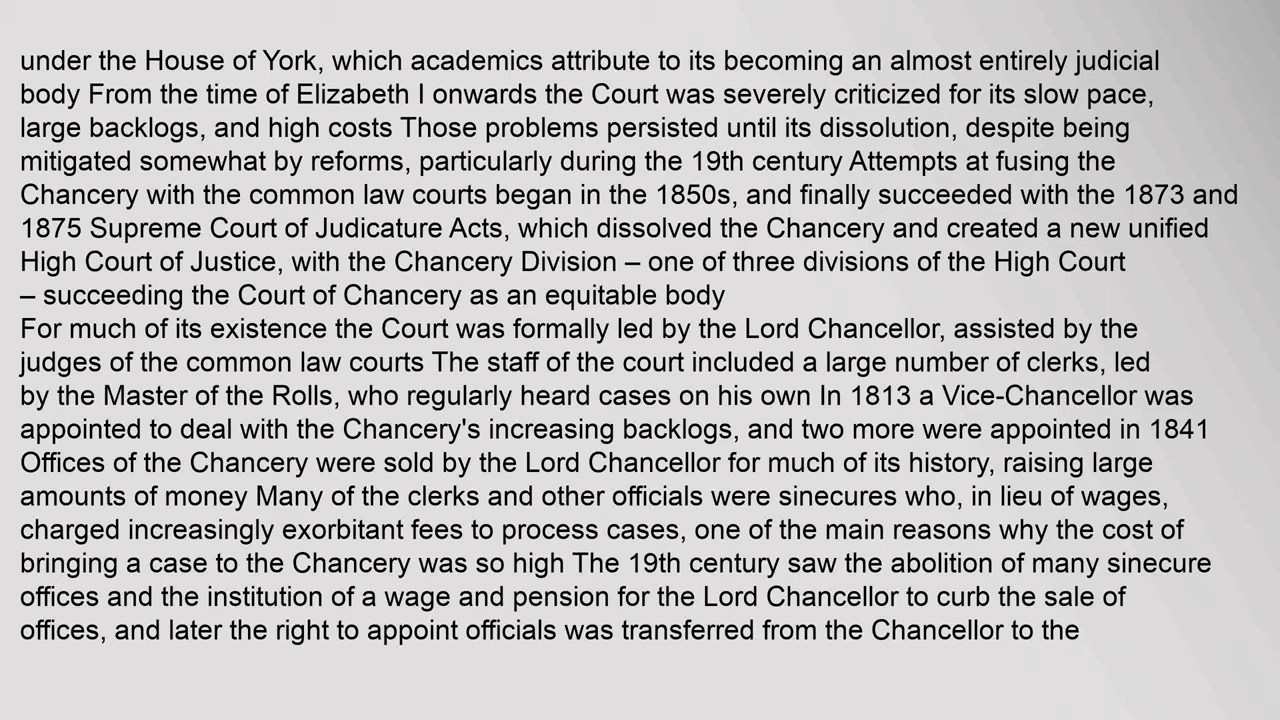 under the House of York, which academics attribute to its becoming an almost entirely judicial
body From the time of Elizabeth I onwards the Court was severely criticized for its slow pace,
large backlogs, and high costs Those problems persisted until its dissolution, despite being
mitigated somewhat by reforms, particularly during the 19th century Attempts at fusing the
Chancery with the common law courts began in the 1850s, and finally succeeded with the 1873 and
1875 Supreme Court of Judicature Acts, which dissolved the Chancery and created a new unified
High Court of Justice, with the Chancery Division – one of three divisions of the High Court
– succeeding the Court of Chancery as an equitable body
For much of its existence the Court was formally led by the Lord Chancellor, assisted by the
judges of the common law courts The staff of the court included a large number of clerks, led
by the Master of the Rolls, who regularly heard cases on his own In 1813 a Vice-Chancellor was
appointed to deal with the Chancery's increasing backlogs, and two more were appointed in 1841
Offices of the Chancery were sold by the Lord Chancellor for much of its history, raising large
amounts of money Many of the clerks and other officials were sinecures who, in lieu of wages,
charged increasingly exorbitant fees to process cases, one of the main reasons why the cost of
bringing a case to the Chancery was so high The 19th century saw the abolition of many sinecure
offices and the institution of a wage and pension for the Lord Chancellor to curb the sale of
offices, and later the right to appoint officials was transferred from the Chancellor to the